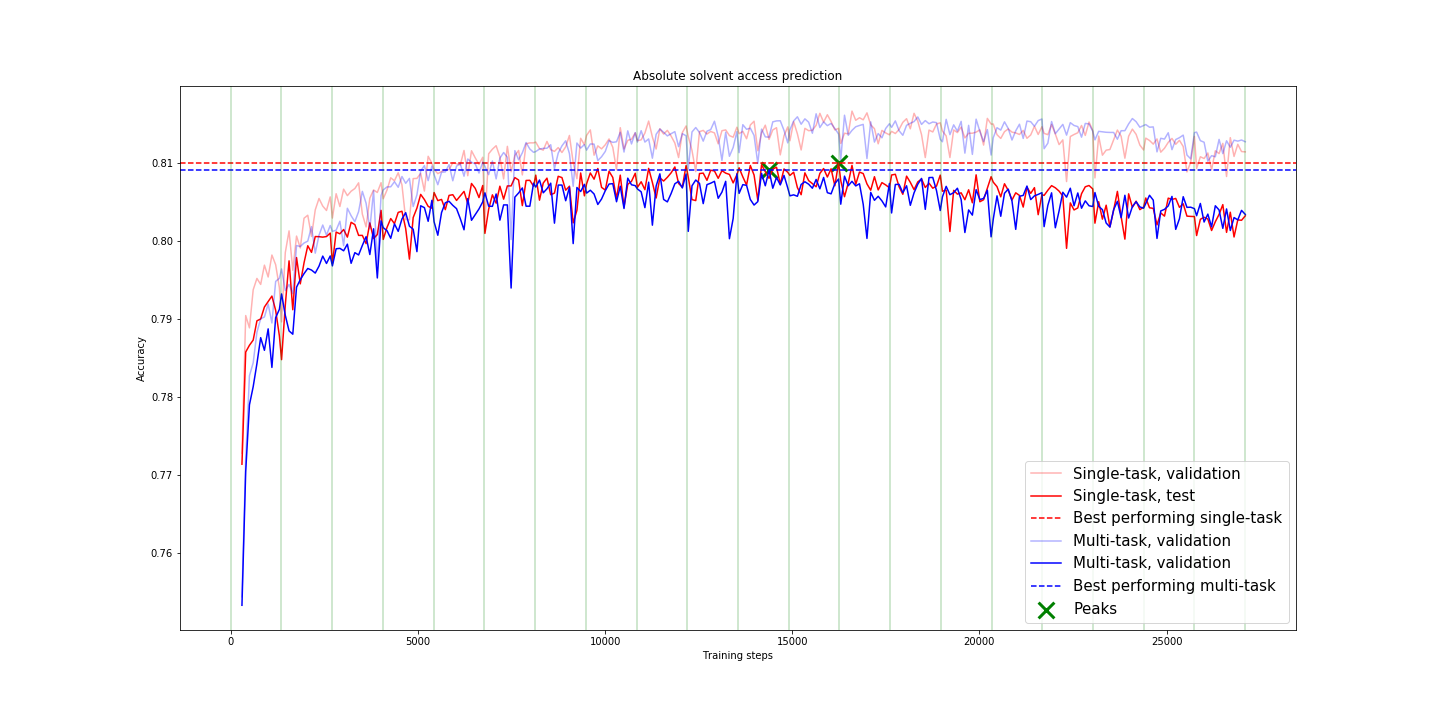 Absolute solvent access prediction
Accuracy
0.81
0.80
0.79
0.78
0.77
0.76
0
5000
10000
15000
20000
25000
Training steps
Single-task, validation
Single-task, test
Best performing single-task
Multi-task, validation
Multi-task, validation
Best performing multi-task
Peaks